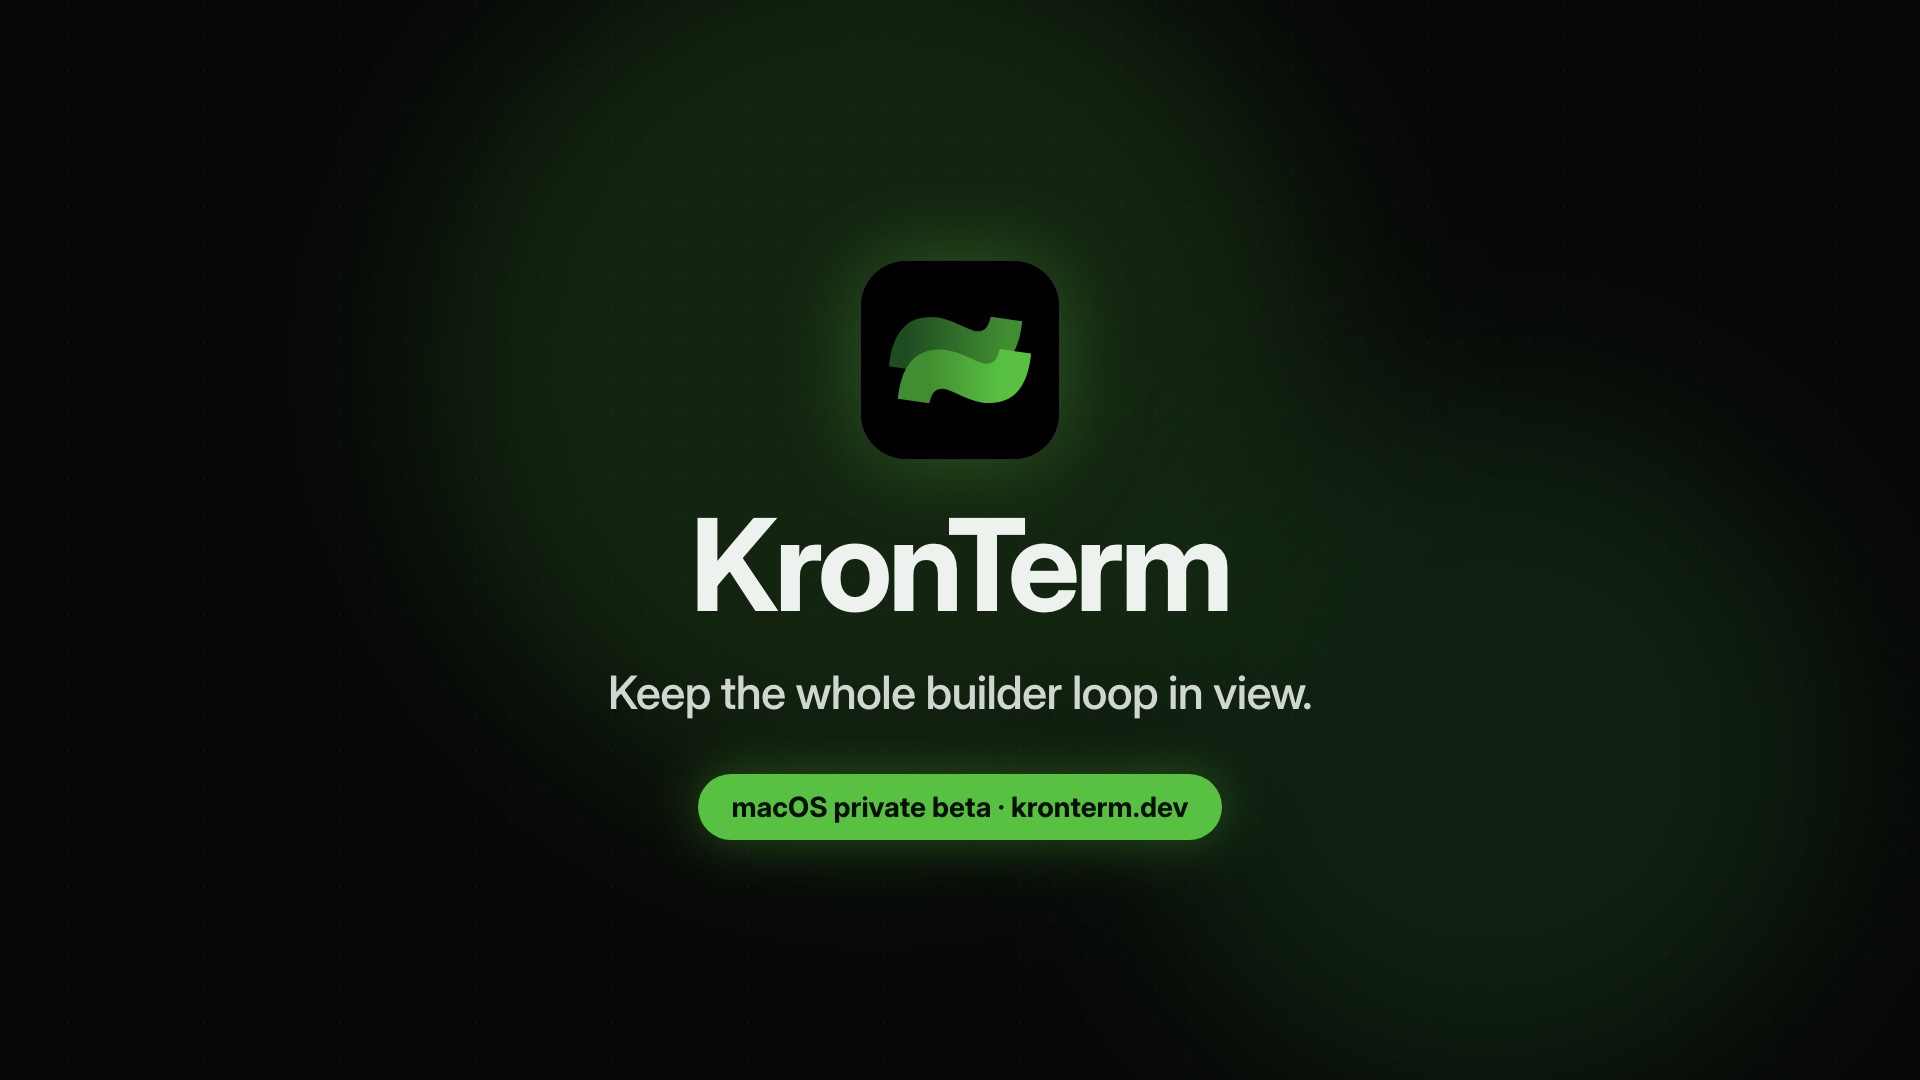 KronTerm
Keep the whole builder loop in view.
macOS private beta · kronterm.dev